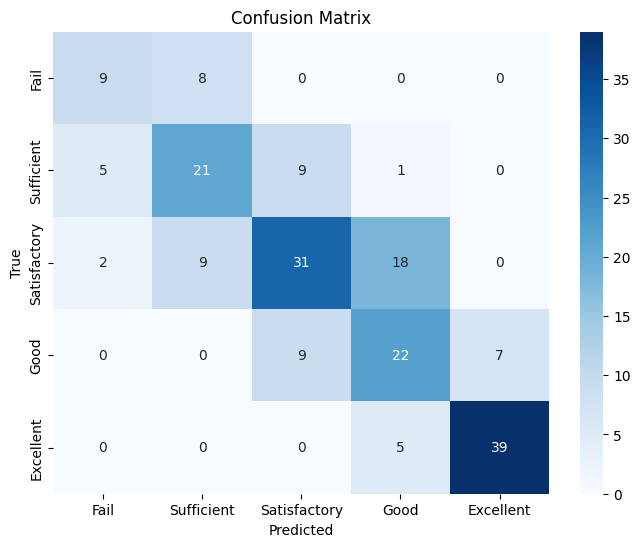 Confusion Matrix
True
Fail 9 8 0 0 0
Sufficient 5 21 9 1 0
Satisfactory 2 9 31 18 0
Good 0 0 9 22 7
Excellent 0 0 0 5 39
Fail Sufficient Satisfactory Good Excellent
Predicted
35
30
25
20
15
10
5
0